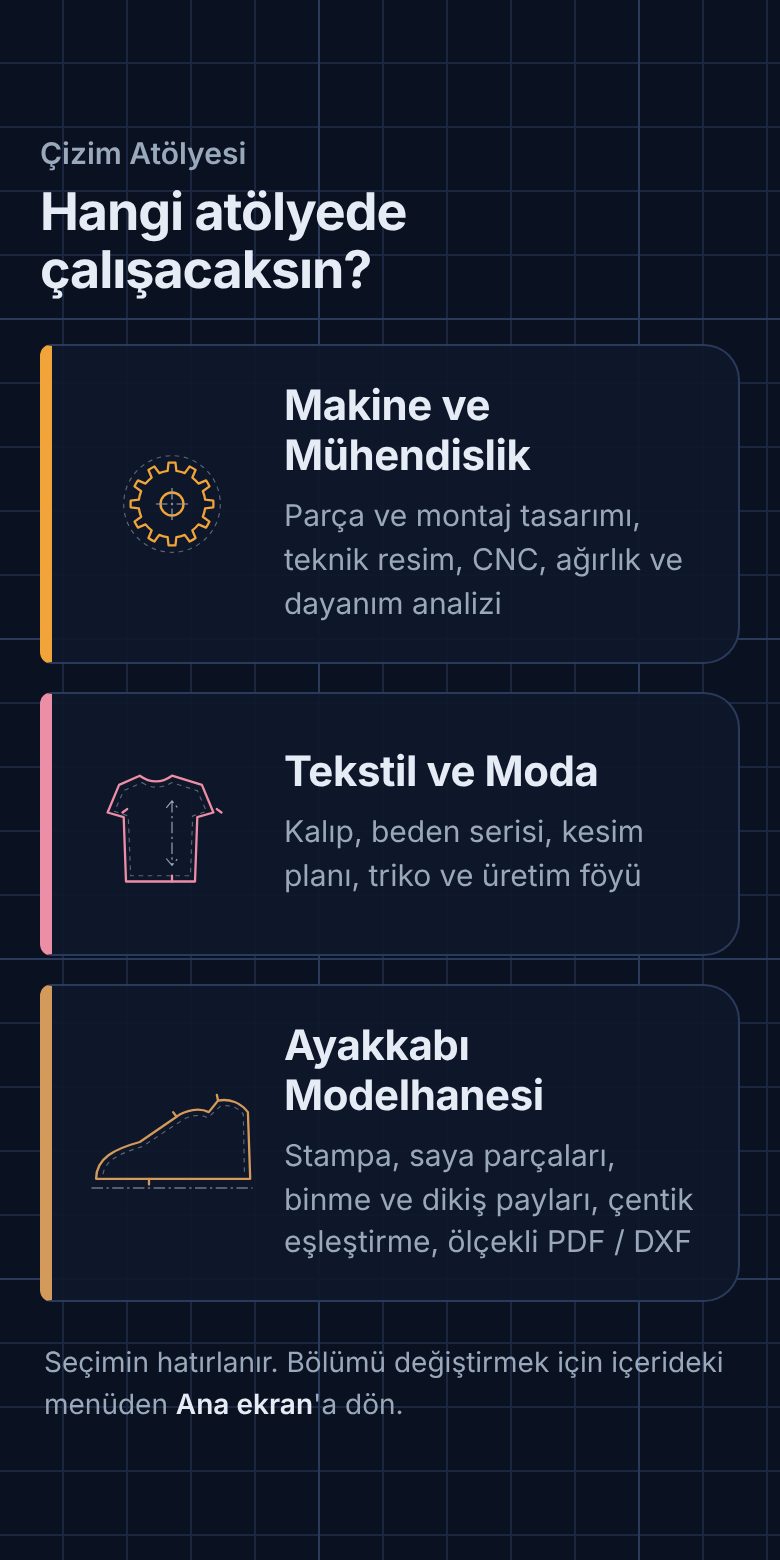 Çizim Atölyesi
Hangi atölyede
çalışacaksın?
Makine ve
Mühendislik
Parça ve montaj tasarımı,
teknik resim, CNC, ağırlık ve
dayanım analizi
Tekstil ve Moda
Kalıp, beden serisi, kesim
planı, triko ve üretim föyü
Ayakkabı
Modelhanesi
Stampa, saya parçaları,
binme ve dikiş payları, çentik
eşleştirme, ölçekli PDF / DXF
Seçimin hatırlanır. Bölümü değiştirmek için içerideki
menüden Ana ekran'a dön.